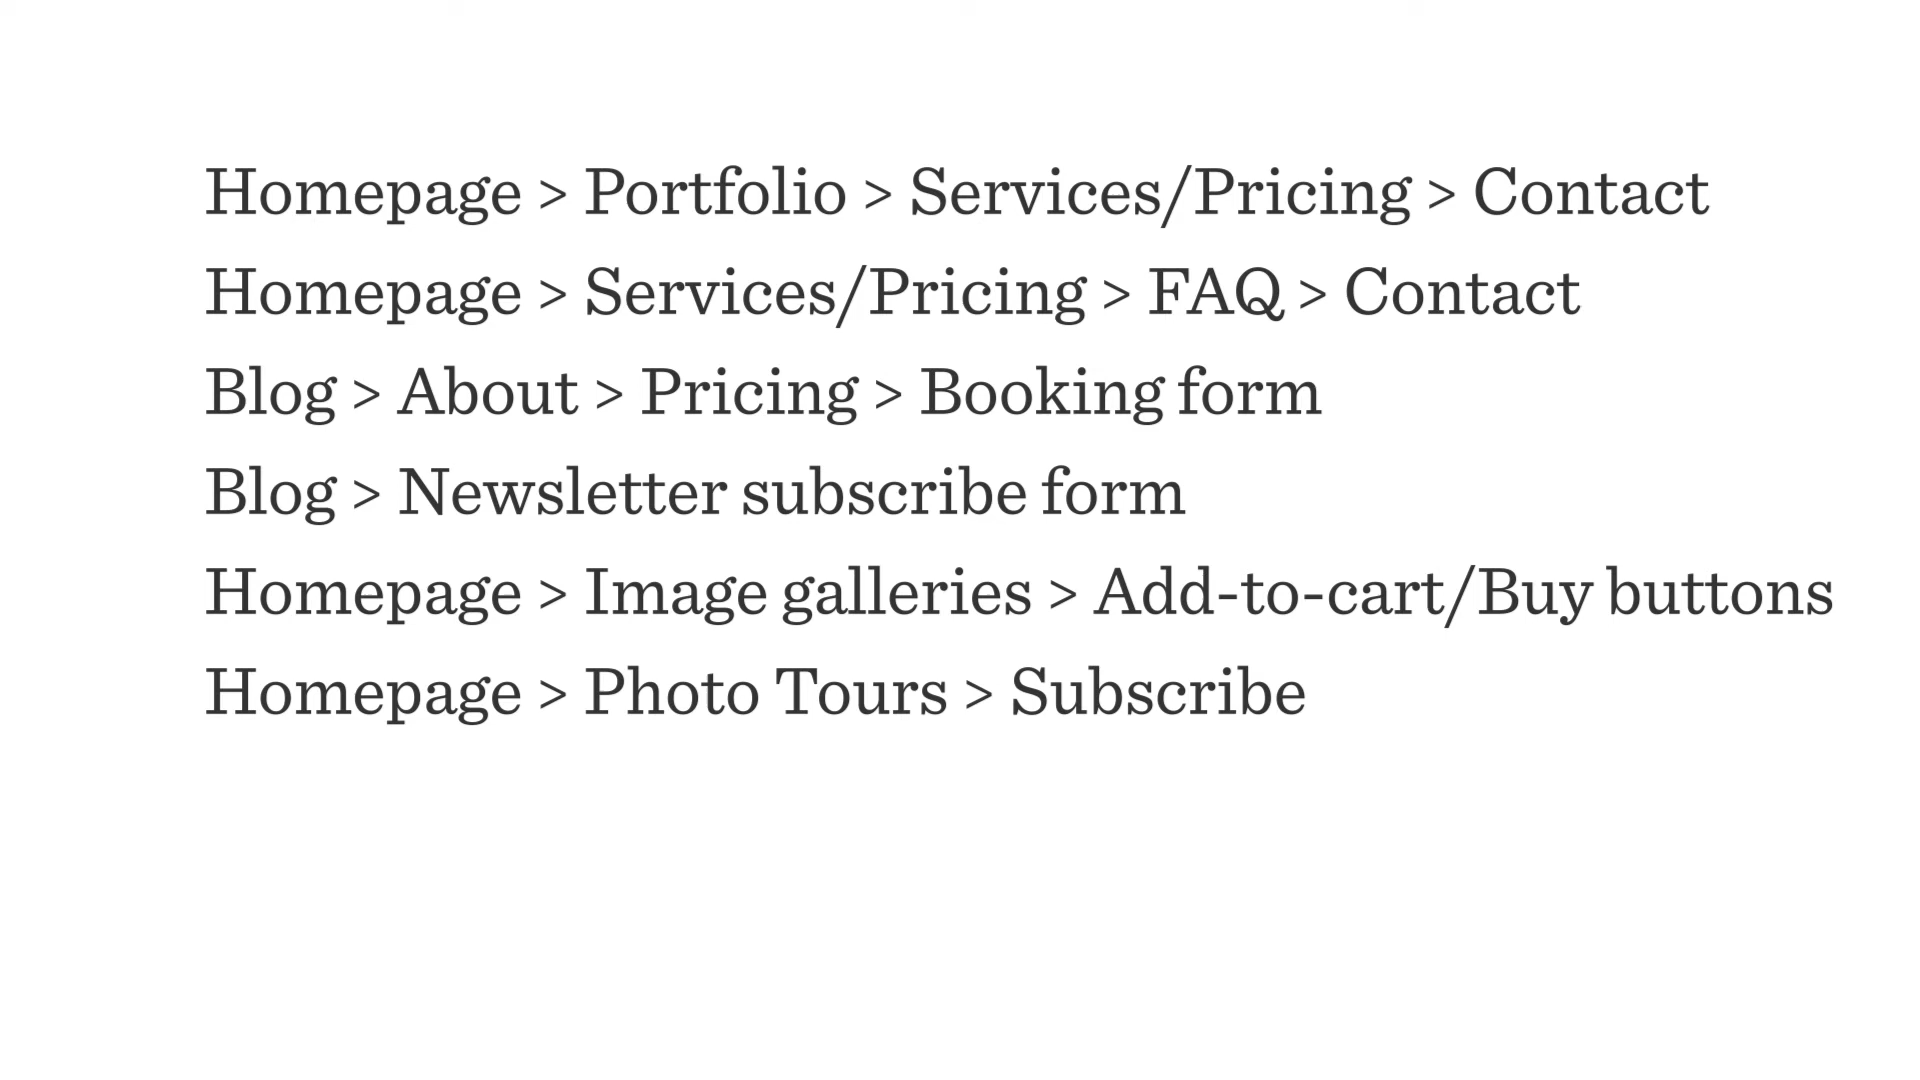 Homepage > Portfolio > Services/Pricing > Contact
Homepage > Services/Pricing > FAQ > Contact
Blog > About > Pricing > Booking form
Blog > Newsletter subscribe form
Homepage > Image galleries > Add-to-cart/Buy buttons
Homepage > Photo Tours > Subscribe